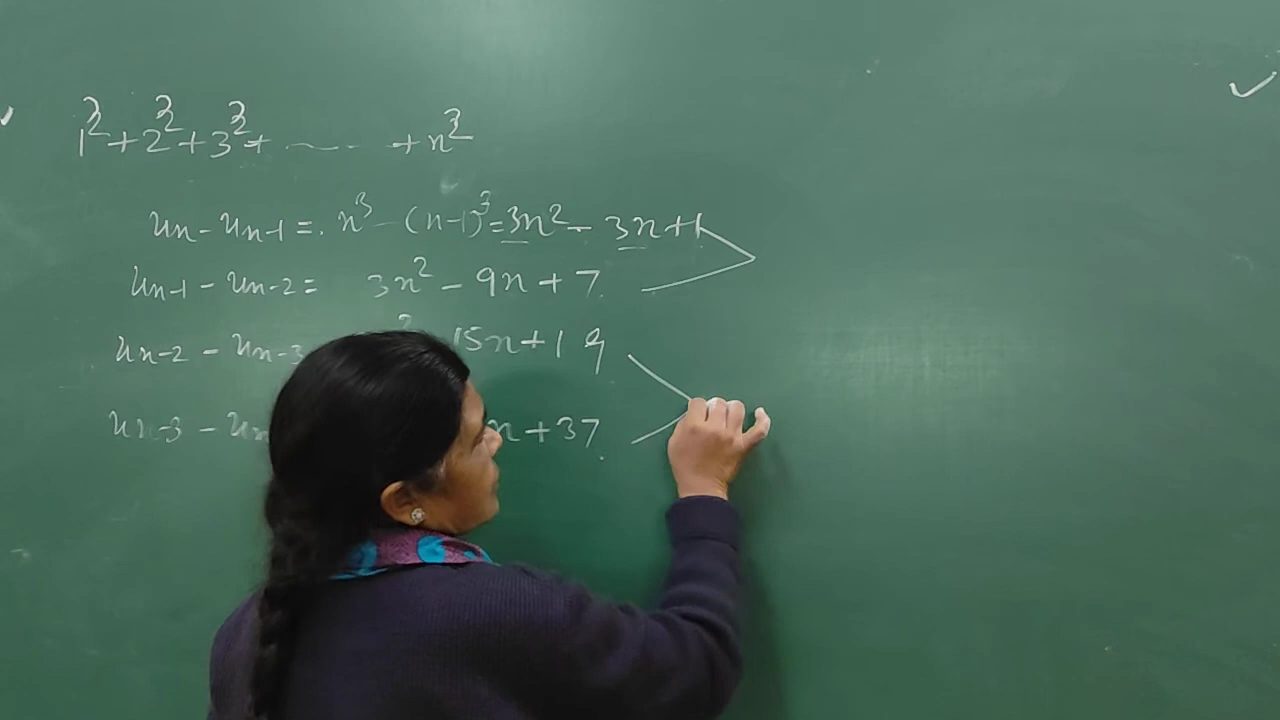 1³ + 2³ + 3³ + ...... + n³
uₙ - uₙ₋₁ = n³ - (n-1)³ = 3n² - 3n + 1
uₙ₋₁ - uₙ₋₂ = 3n² - 9n + 7
uₙ₋₂ - uₙ₋₃ ² 15n + 19
uₙ₋₃ - n + 37